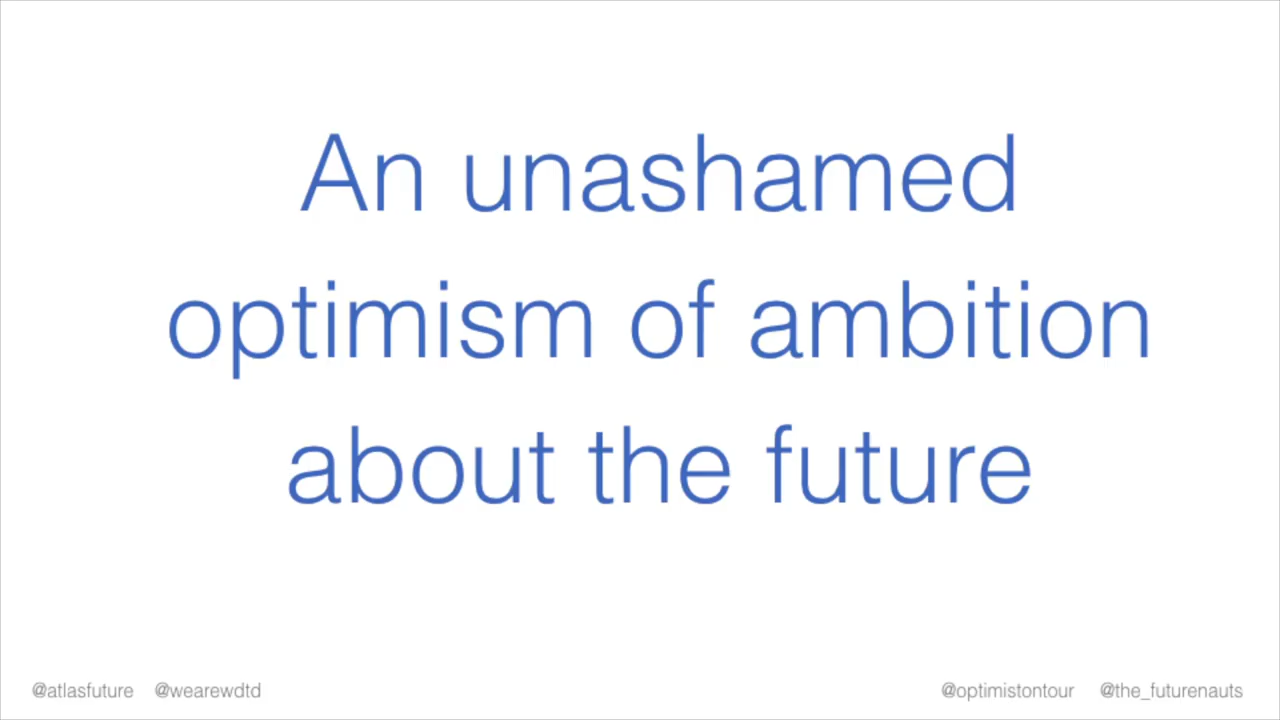 An unashamed
optimism of ambition
about the future
@atlasfuture @wearewdtd @optimistontour @the_futurenauts